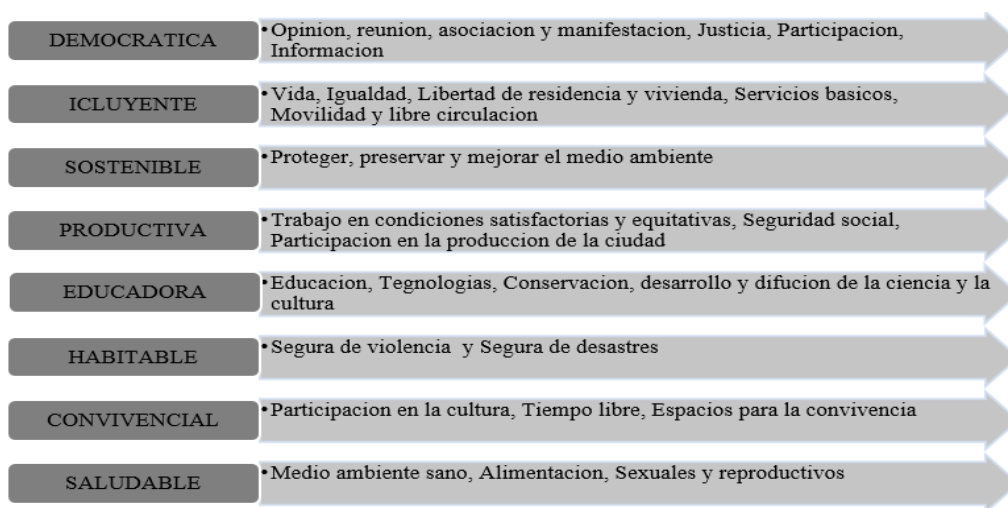 DEMOCRATICA
•Opinion, reunion, asociacion y manifestacion, Justicia, Participacion,
Informacion
ICLUYENTE
•Vida, Igualdad, Libertad de residencia y vivienda, Servicios basicos,
Movilidad y libre circulacion
SOSTENIBLE
•Proteger, preservar y mejorar el medio ambiente
PRODUCTIVA
•Trabajo en condiciones satisfactorias y equitativas, Seguridad social,
Participacion en la produccion de la ciudad
EDUCADORA
•Educacion, Tegnologias, Conservacion, desarrollo y difucion de la ciencia y la
cultura
HABITABLE
•Segura de violencia y Segura de desastres
CONVIVENCIAL
•Participacion en la cultura, Tiempo libre, Espacios para la convivencia
SALUDABLE
•Medio ambiente sano, Alimentacion, Sexuales y reproductivos